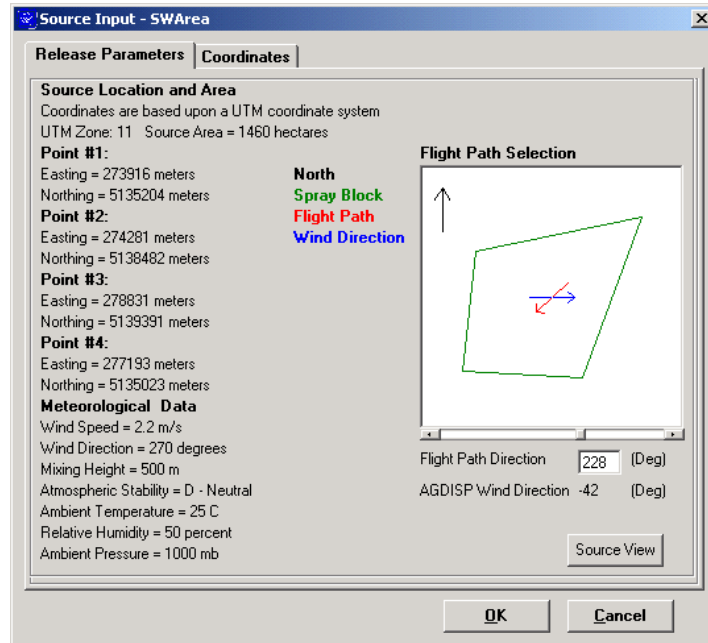 Source Input - SWArea
Release Parameters
Coordinates
Source Location and Area
Coordinates are based upon a UTM coordinate system
UTM Zone: 11 Source Area = 1460 hectares
Point #1:
Easting = 273916 meters
Northing = 5135204 meters
Point #2:
Easting = 274281 meters
Northing = 5138482 meters
Point #3:
Easting = 278831 meters
Northing = 5139391 meters
Point #4:
Easting = 277193 meters
Northing = 5135023 meters
Meteorological Data
Wind Speed = 2.2 m/s
Wind Direction = 270 degrees
Mixing Height = 500 m
Atmospheric Stability = D - Neutral
Ambient Temperature = 25 C
Relative Humidity = 50 percent
Ambient Pressure = 1000 mb
North
Spray Block
Flight Path
Wind Direction
Flight Path Selection
Flight Path Direction 228 (Deg)
AGDISP Wind Direction -42 (Deg)
Source View
OK
Cancel